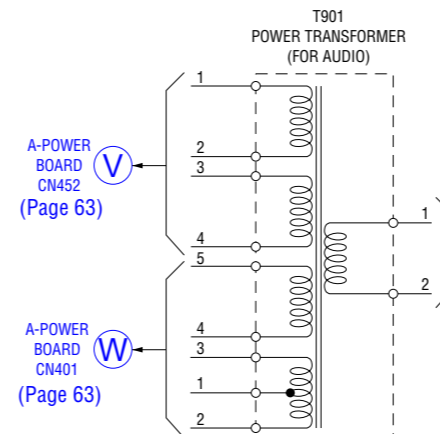 T901
POWER TRANSFORMER
(FOR AUDIO)
1
A-POWER
BOARD
CN452
V
(Page 63)
2
3
4
1
2
5
A-POWER
BOARD
CN401
W
(Page 63)
4
3
1
2